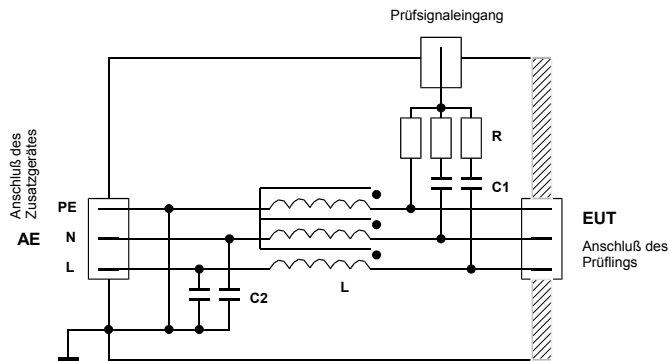 Prüfsignaleingang
R
C1
Anschluß des
Zusatzgerätes
AE
PE
N
L
C2
L
EUT
Anschluß des
Prüflings